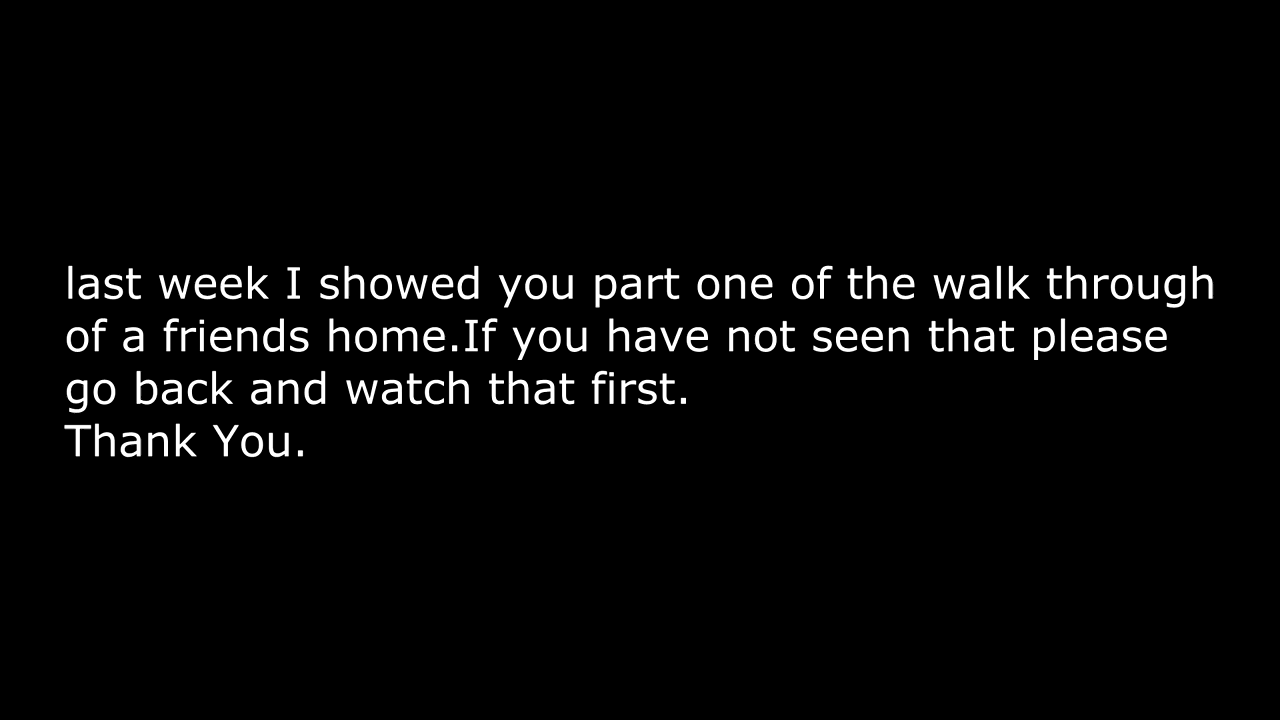 last week I showed you part one of the walk through
of a friends home.If you have not seen that please
go back and watch that first.
Thank You.